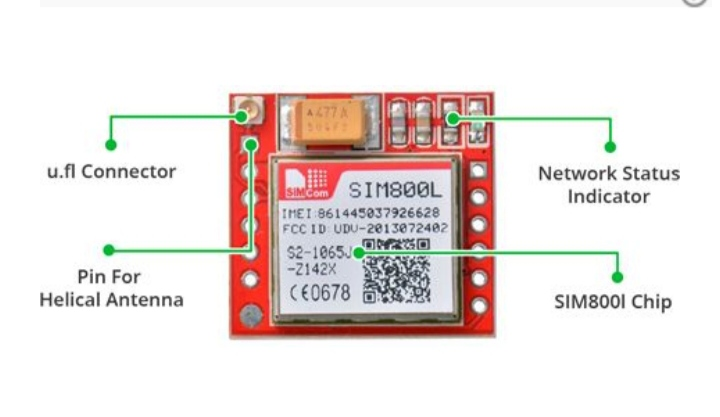 477A
u.fl Connector
Network Status
Indicator
SIMCom
SIM800L
IMEI:861445037926628
FCC ID:UDV-2013072402
S2-1065J
-Z142X
CE0678
Pin For
Helical Antenna
SIM800l Chip